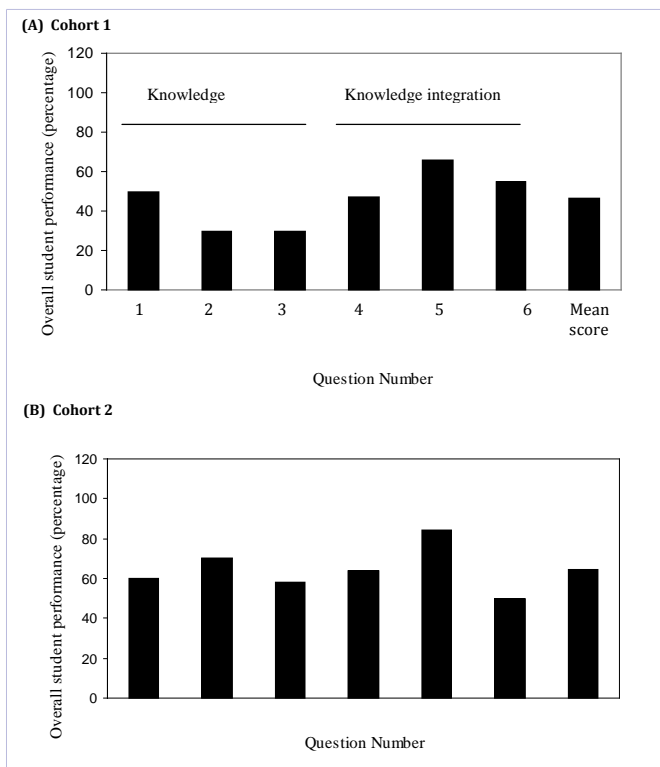 (A) Cohort 1
Overall student performance (percentage)
120
100
80
60
40
20
0
Knowledge
Knowledge integration
1 2 3 4 5 6 Mean score
Question Number
(B) Cohort 2
Overall student performance (percentage)
120
100
80
60
40
20
0
Question Number